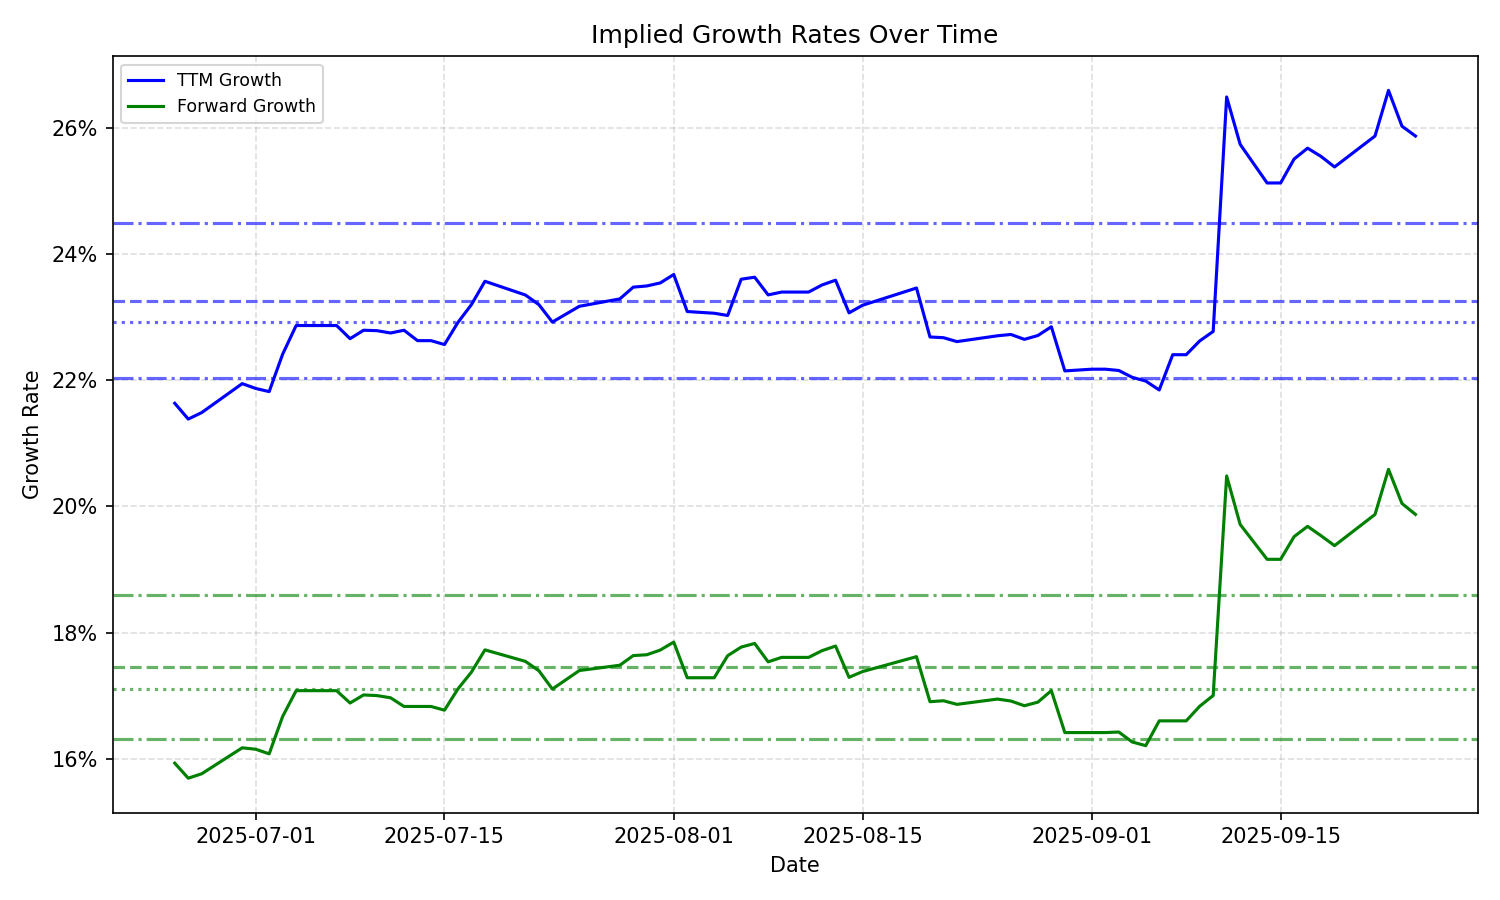 Implied Growth Rates Over Time
TTM Growth
Forward Growth
26%
24%
22%
20%
18%
16%
Growth Rate
2025-07-01
2025-07-15
2025-08-01
2025-08-15
2025-09-01
2025-09-15
Date